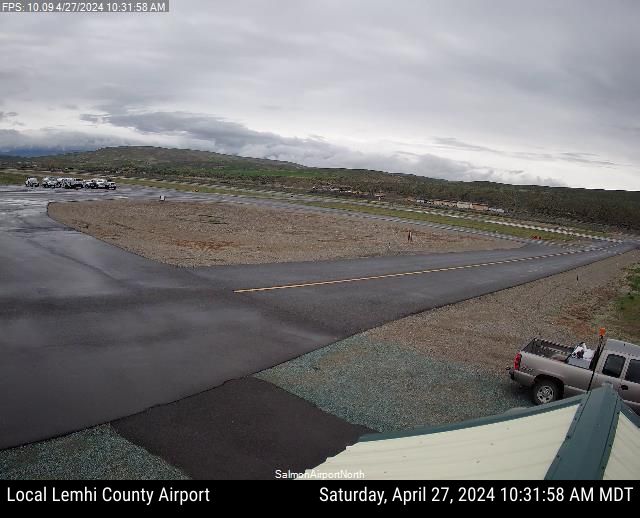 FPS: 10.09 4/27/2024 10:31:58 AM
SalmonAirportNorth
Local Lemhi County Airport Saturday, April 27, 2024 10:31:58 AM MDT